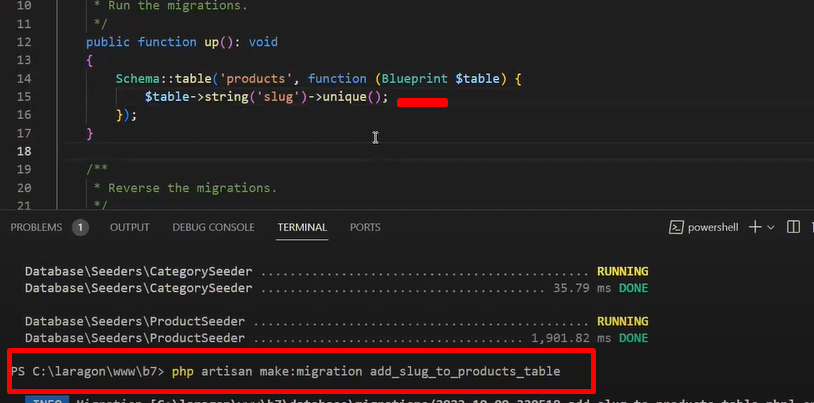 10 * Run the migrations.
11 */
12 public function up(): void
13 {
14 Schema::table('products', function (Blueprint $table) {
15 $table->string('slug')->unique();
16 });
17 }
18
19 /**
20 * Reverse the migrations.
21 */
PROBLEMS 1 OUTPUT DEBUG CONSOLE TERMINAL PORTS powershell
Database\Seeders\CategorySeeder ............................................. RUNNING
Database\Seeders\CategorySeeder ....................................... 35.79 ms DONE
Database\Seeders\ProductSeeder .............................................. RUNNING
Database\Seeders\ProductSeeder ..................................... 1,901.82 ms DONE
PS C:\laragon\www\b7> php artisan make:migration add_slug_to_products_table